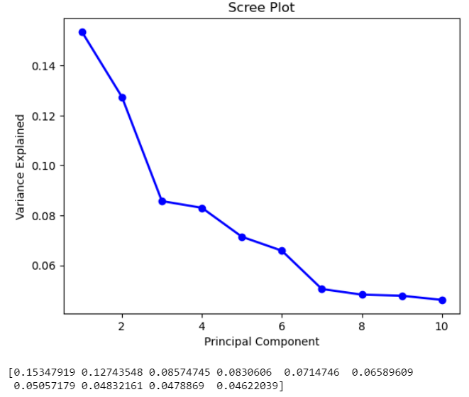 Scree Plot
0.14
0.12
0.10
0.08
0.06
Variance Explained
2 4 6 8 10
Principal Component
[0.15347919 0.12743548 0.08574745 0.0830606  0.0714746  0.06589609
 0.05057179 0.04832161 0.0478869  0.04622039]